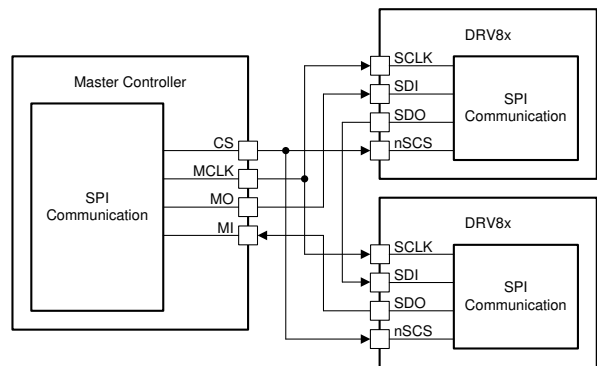 Master Controller
SPI
Communication
CS
MCLK
MO
MI
DRV8x
SCLK
SDI
SDO
nSCS
SPI
Communication
DRV8x
SCLK
SDI
SDO
nSCS
SPI
Communication